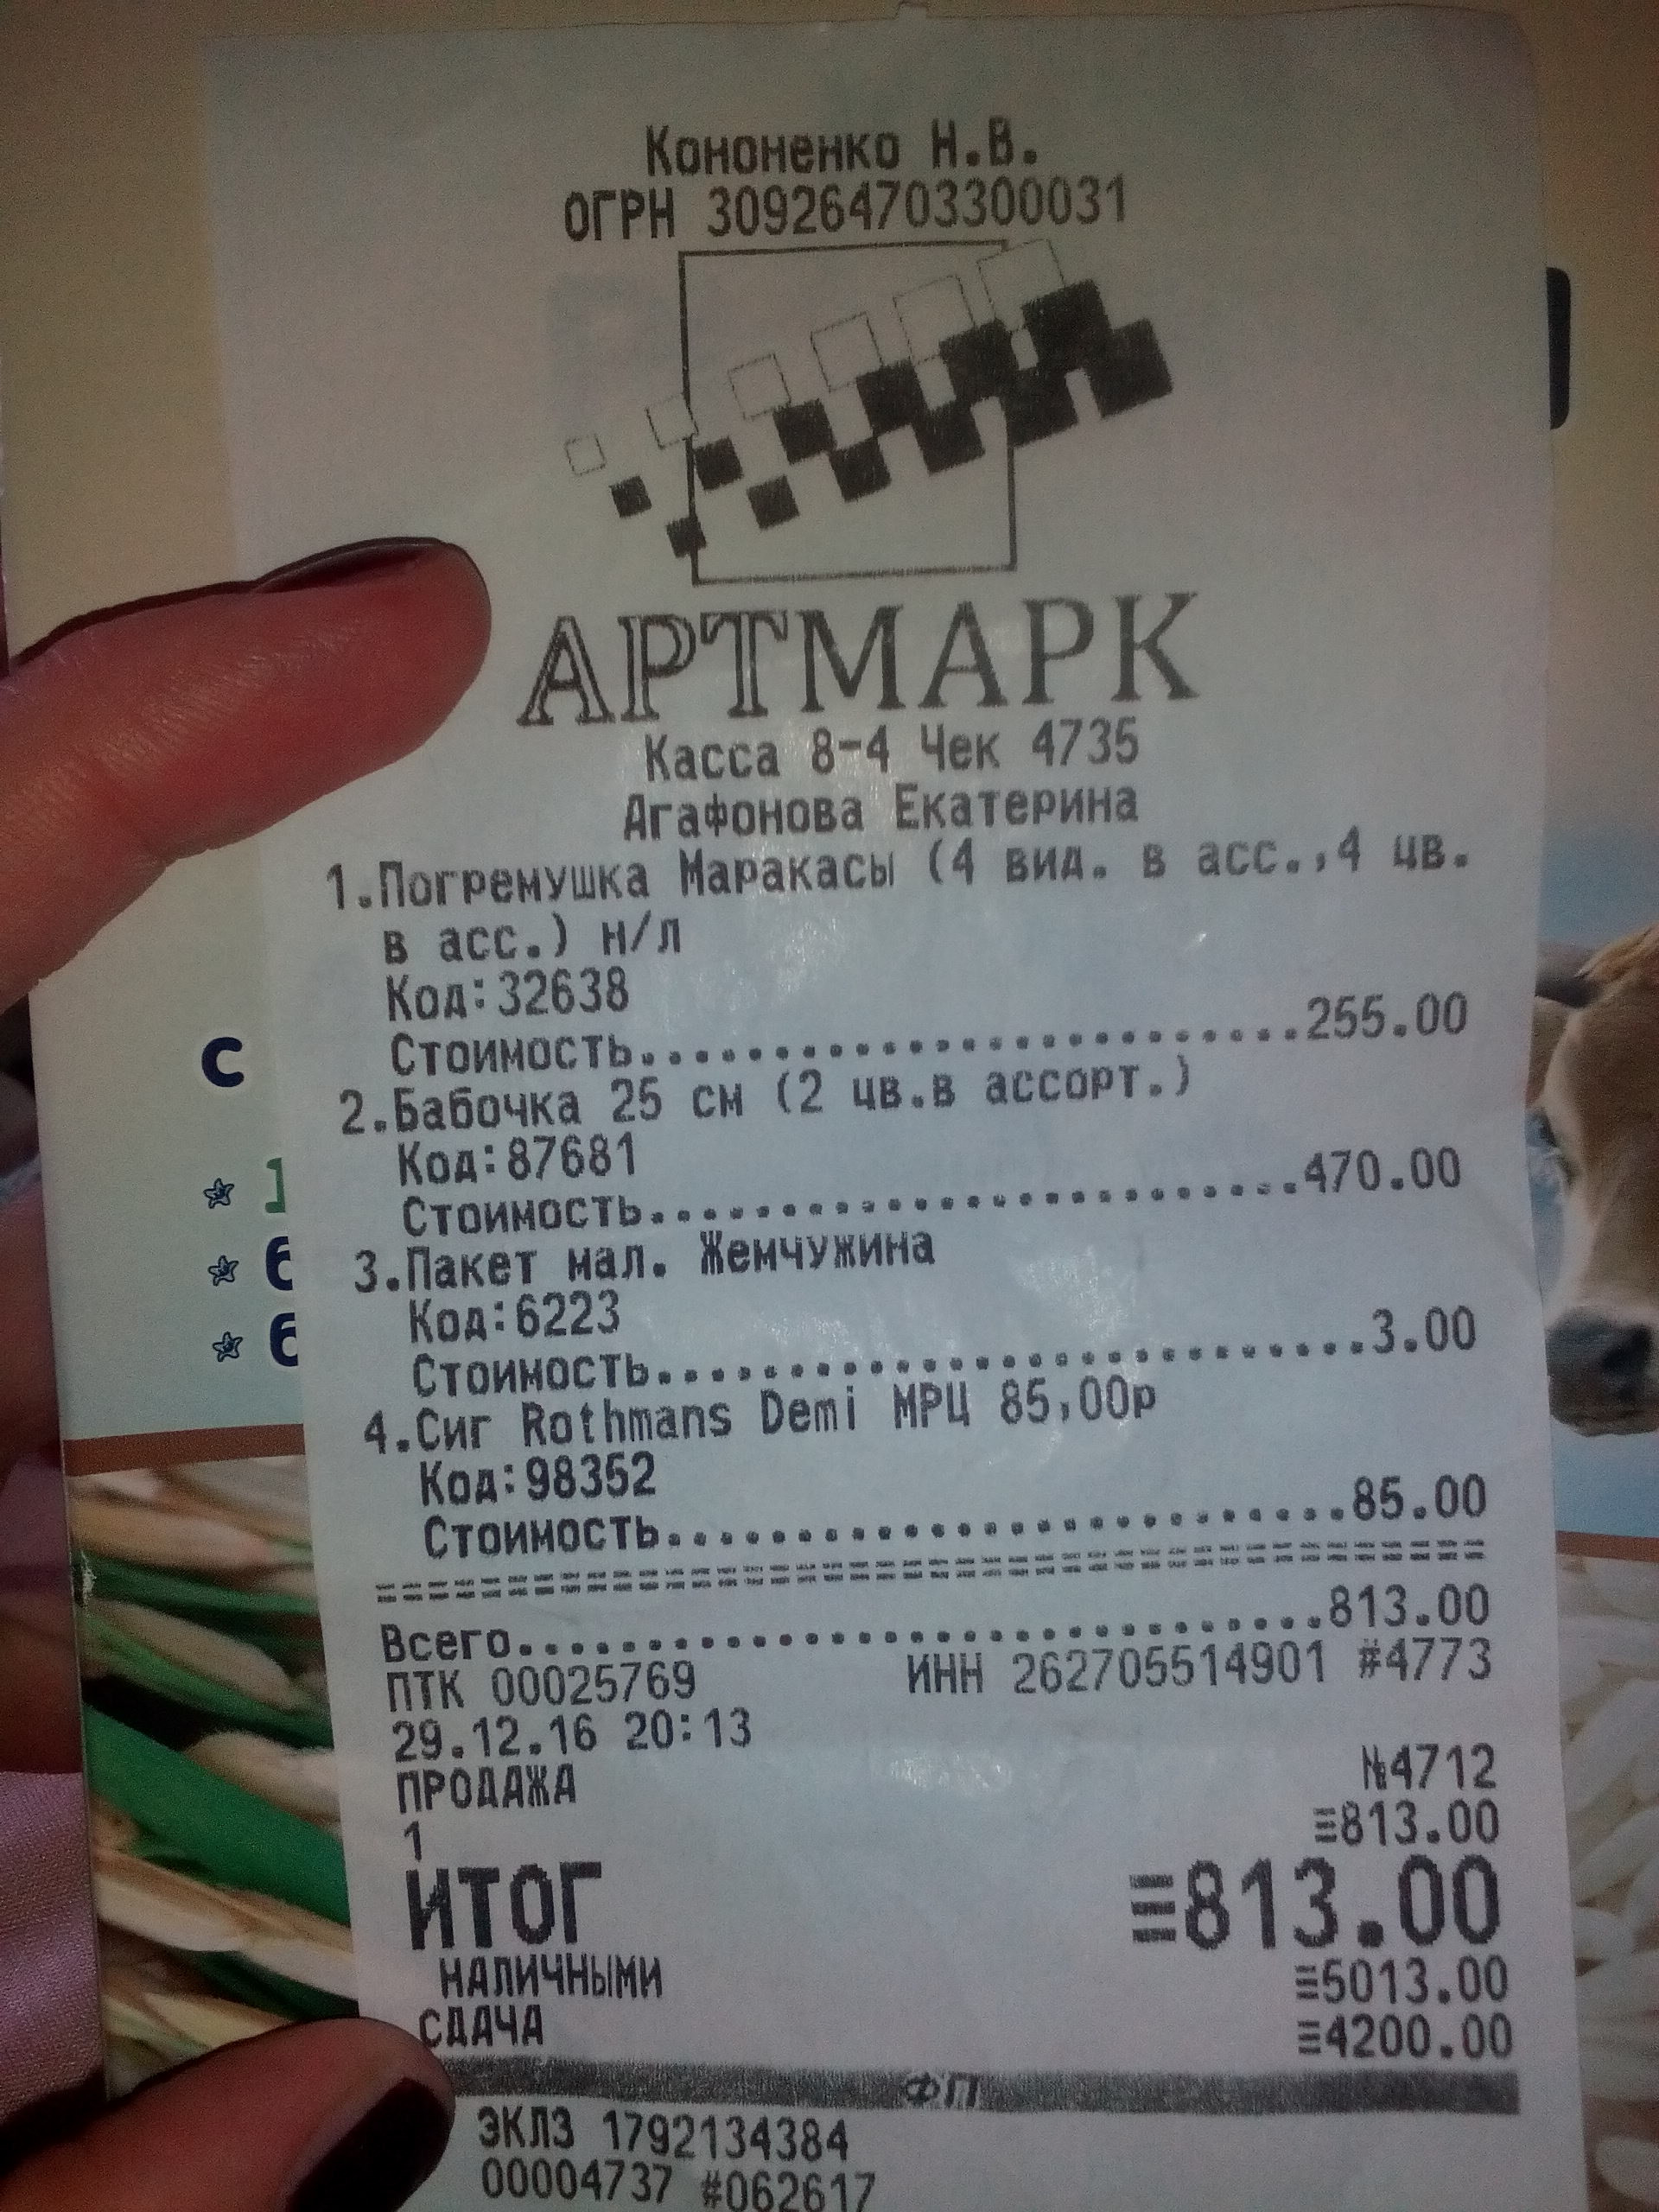 Кононенко Н.В.
ОГРН 309264703300031
АРТМАРК
Касса 8-4 Чек 4735
Агафонова Екатерина
1.Погремушка Маракасы (4 вид. в асс.,4 цв.
в асс.) н/л
Код:32638
Стоимость.........................255.00
2.Бабочка 25 см (2 цв.в ассорт.)
Код:87681
Стоимость.........................470.00
3.Пакет мал. Жемчужина
Код:6223
Стоимость...........................3.00
4.Сиг Rothmans Demi МРЦ 85,00р
Код:98352
Стоимость..........................85.00
==========================================
Всего...............................813.00
ПТК 00025769 ИНН 262705514901 #4773
29.12.16 20:13
ПРОДАЖА №4712
1 ≡813.00
ИТОГ ≡813.00
НАЛИЧНЫМИ ≡5013.00
СДАЧА ≡4200.00
ФП
ЭКЛЗ 1792134384
00004737 #062617
С
6
6